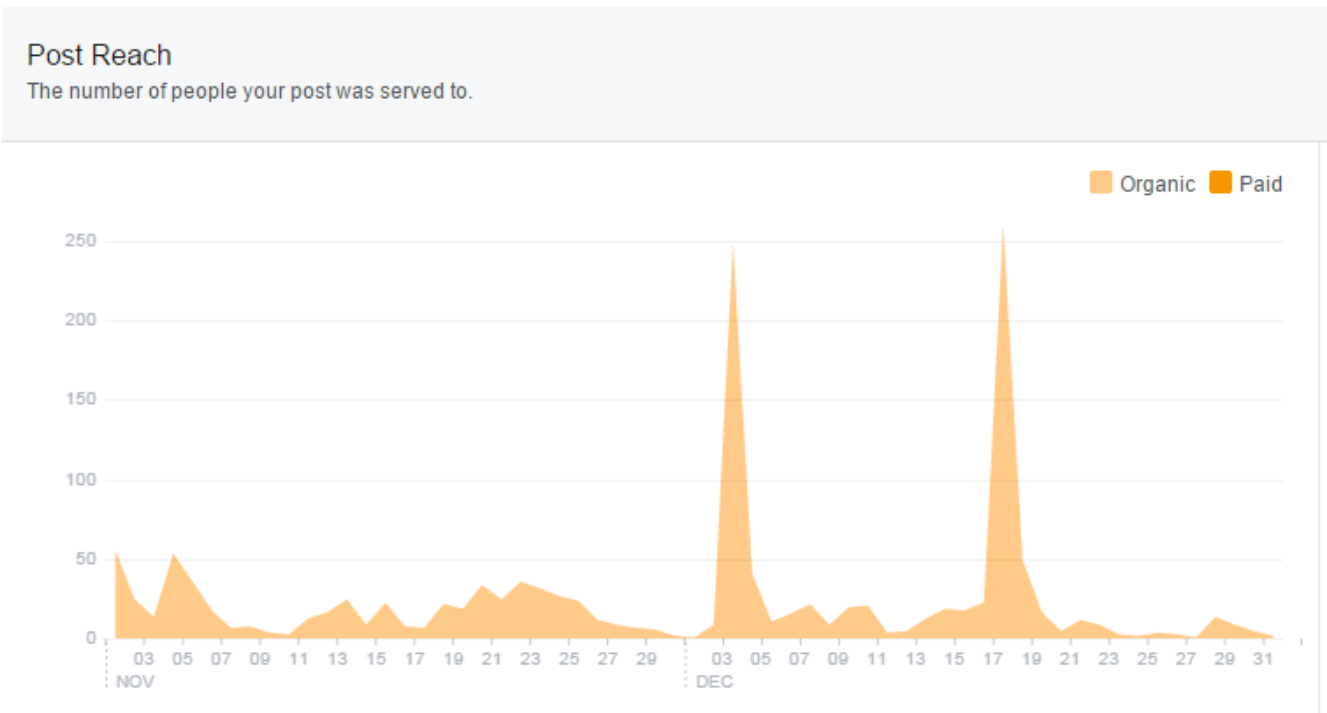 Post Reach
The number of people your post was served to.
Organic Paid
250
200
150
100
50
0
03 05 07 09 11 13 15 17 19 21 23 25 27 29 03 05 07 09 11 13 15 17 19 21 23 25 27 29 31
NOV DEC